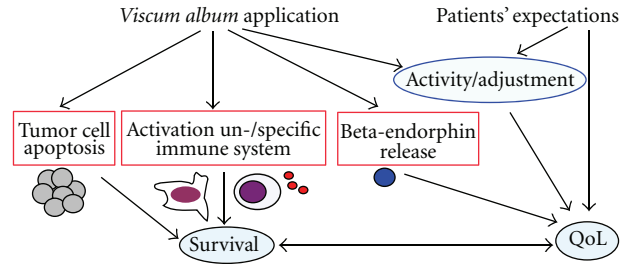 Viscum album application
Patients' expectations
Activity/adjustment
Tumor cell
apoptosis
Activation un-/specific
immune system
Beta-endorphin
release
Survival
QoL